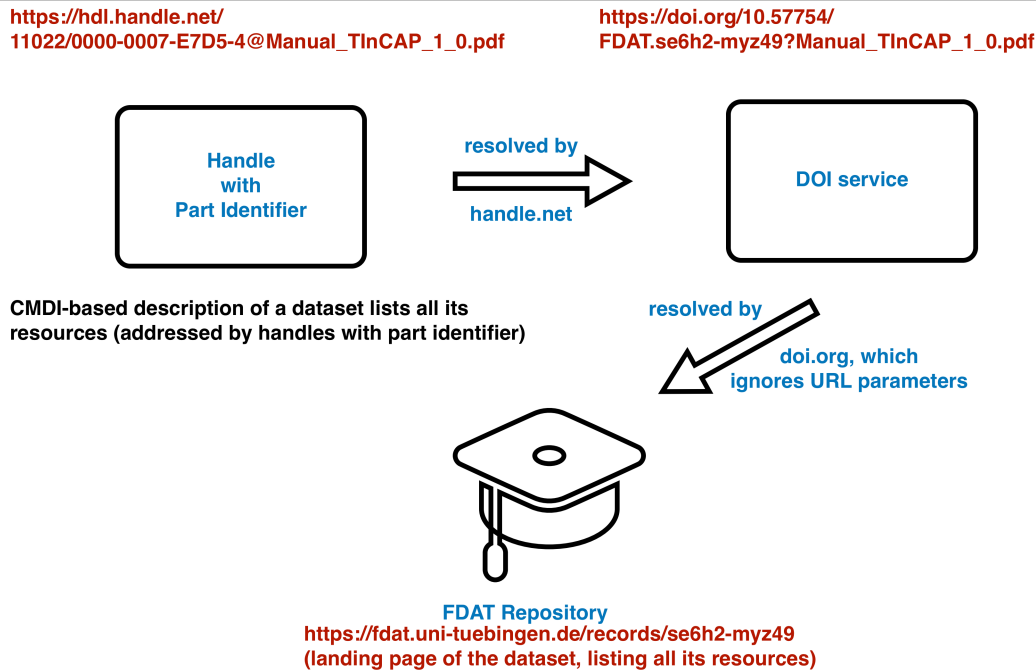 https://hdl.handle.net/
11022/0000-0007-E7D5-4@Manual_TInCAP_1_0.pdf
https://doi.org/10.57754/
FDAT.se6h2-myz49?Manual_TInCAP_1_0.pdf
Handle
with
Part Identifier
resolved by
handle.net
DOI service
CMDI-based description of a dataset lists all its
resources (addressed by handles with part identifier)
resolved by
doi.org, which
ignores URL parameters
FDAT Repository
https://fdat.uni-tuebingen.de/records/se6h2-myz49
(landing page of the dataset, listing all its resources)